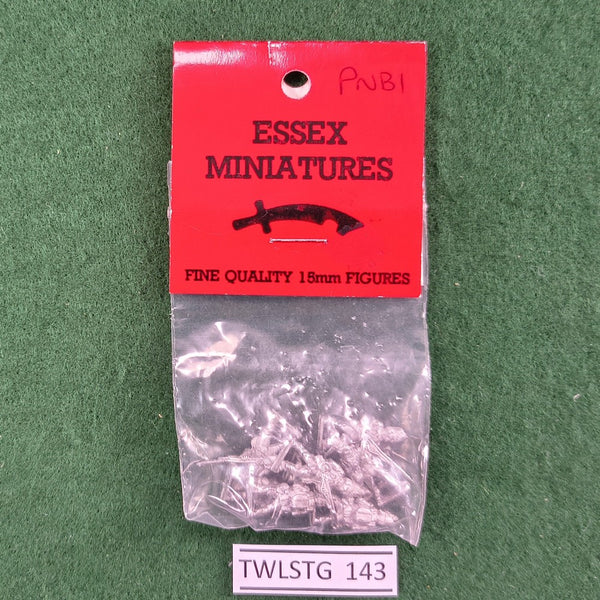 PNB1
ESSEX
MINIATURES
FINE QUALITY 15mm FIGURES
TWLSTG 143